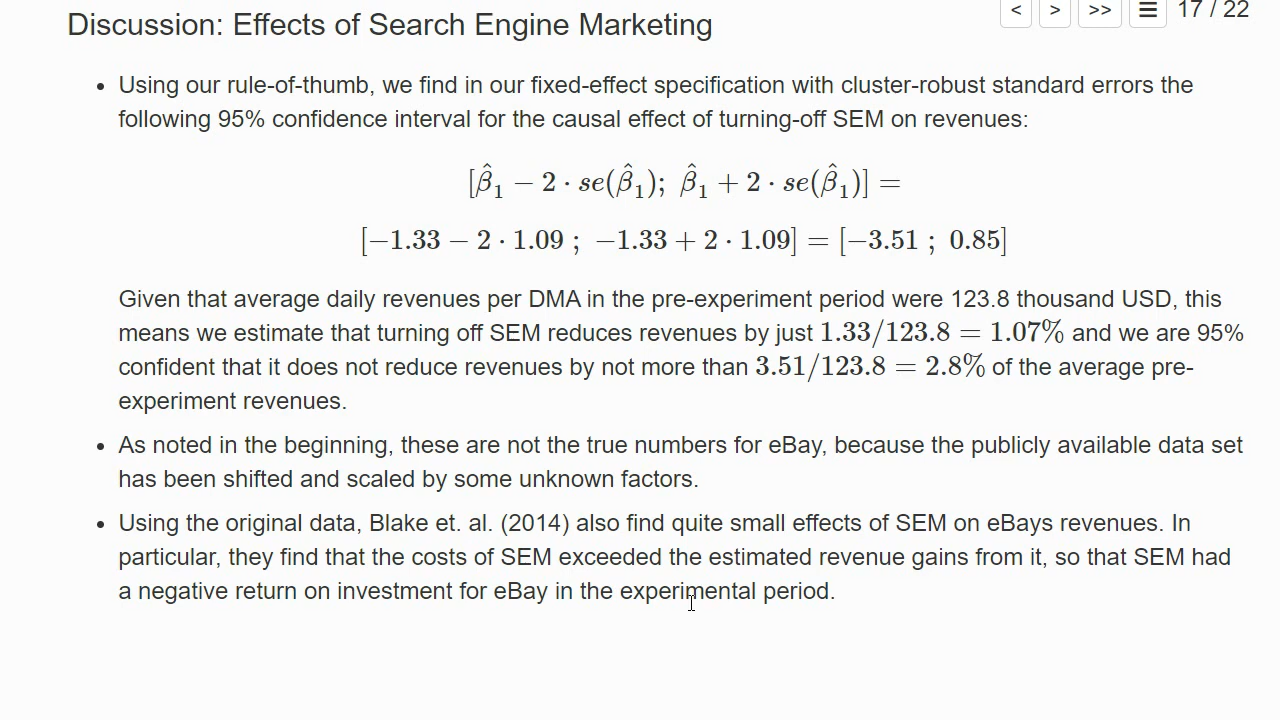 Discussion: Effects of Search Engine Marketing
< > >> ☰ 17 / 22
• Using our rule-of-thumb, we find in our fixed-effect specification with cluster-robust standard errors the
following 95% confidence interval for the causal effect of turning-off SEM on revenues:
[β̂₁ − 2 · se(β̂₁); β̂₁ + 2 · se(β̂₁)] =
[−1.33 − 2 · 1.09 ; −1.33 + 2 · 1.09] = [−3.51 ; 0.85]
Given that average daily revenues per DMA in the pre-experiment period were 123.8 thousand USD, this
means we estimate that turning off SEM reduces revenues by just 1.33/123.8 = 1.07% and we are 95%
confident that it does not reduce revenues by not more than 3.51/123.8 = 2.8% of the average pre-
experiment revenues.
• As noted in the beginning, these are not the true numbers for eBay, because the publicly available data set
has been shifted and scaled by some unknown factors.
• Using the original data, Blake et. al. (2014) also find quite small effects of SEM on eBays revenues. In
particular, they find that the costs of SEM exceeded the estimated revenue gains from it, so that SEM had
a negative return on investment for eBay in the experimental period.